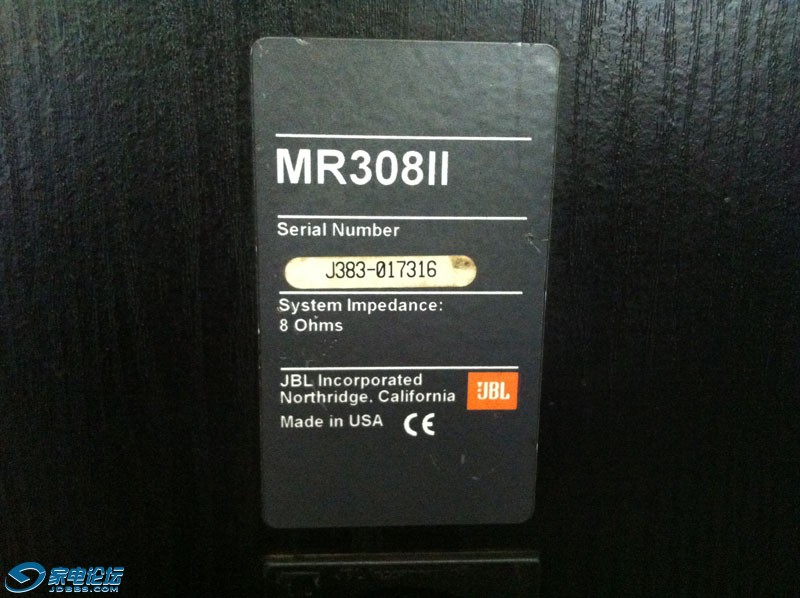 MR308II
Serial Number
J383-017316
System Impedance:
8 Ohms
JBL Incorporated
Northridge, California
JBL
Made in USA CE
家电论坛
JDBBS.COM